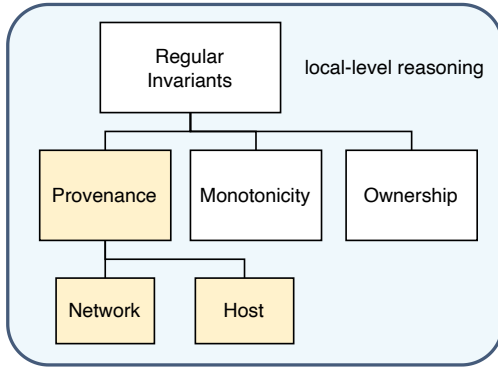 Regular
Invariants
local-level reasoning
Provenance
Monotonicity
Ownership
Network
Host